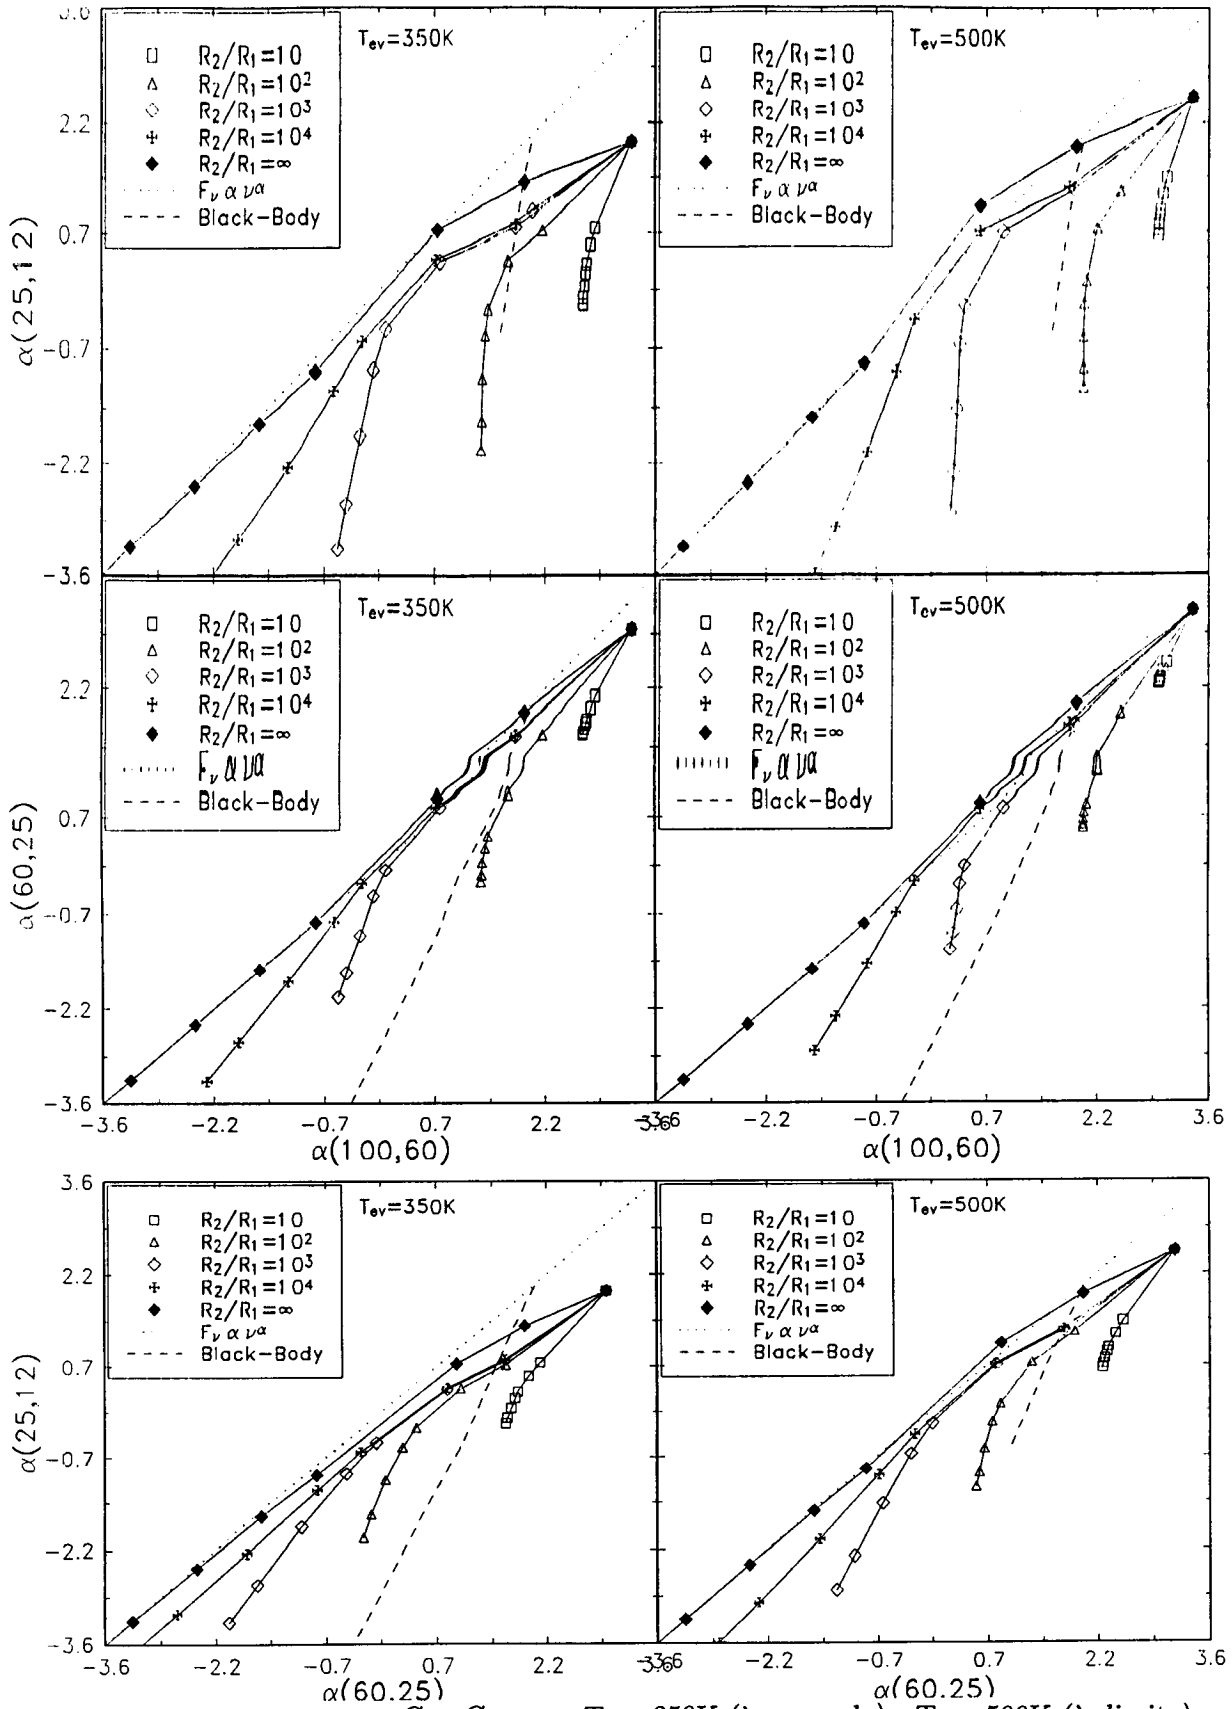 3.0
T_ev=350K
R₂/R₁=10
R₂/R₁=10²
R₂/R₁=10³
R₂/R₁=10⁴
R₂/R₁=∞
F_ν α ν^α
Black-Body
2.2
0.7
-0.7
-2.2
-3.6
α(25,12)
T_ev=500K
R₂/R₁=10
R₂/R₁=10²
R₂/R₁=10³
R₂/R₁=10⁴
R₂/R₁=∞
F_ν α ν^α
Black-Body
T_ev=350K
R₂/R₁=10
R₂/R₁=10²
R₂/R₁=10³
R₂/R₁=10⁴
R₂/R₁=∞
F_ν α ν^α
Black-Body
2.2
0.7
-0.7
-2.2
-3.6
α(60,25)
T_ev=500K
R₂/R₁=10
R₂/R₁=10²
R₂/R₁=10³
R₂/R₁=10⁴
R₂/R₁=∞
F_ν α ν^α
Black-Body
-3.6 -2.2 -0.7 0.7 2.2 3.6
-2.2 -0.7 0.7 2.2 3.6
α(100,60)
α(100,60)
3.6
T_ev=350K
R₂/R₁=10
R₂/R₁=10²
R₂/R₁=10³
R₂/R₁=10⁴
R₂/R₁=∞
F_ν α ν^α
Black-Body
2.2
0.7
-0.7
-2.2
-3.6
α(25,12)
T_ev=500K
R₂/R₁=10
R₂/R₁=10²
R₂/R₁=10³
R₂/R₁=10⁴
R₂/R₁=∞
F_ν α ν^α
Black-Body
-3.6 -2.2 -0.7 0.7 2.2 3.6
-2.2 -0.7 0.7 2.2 3.6
α(60,25)
α(60,25)